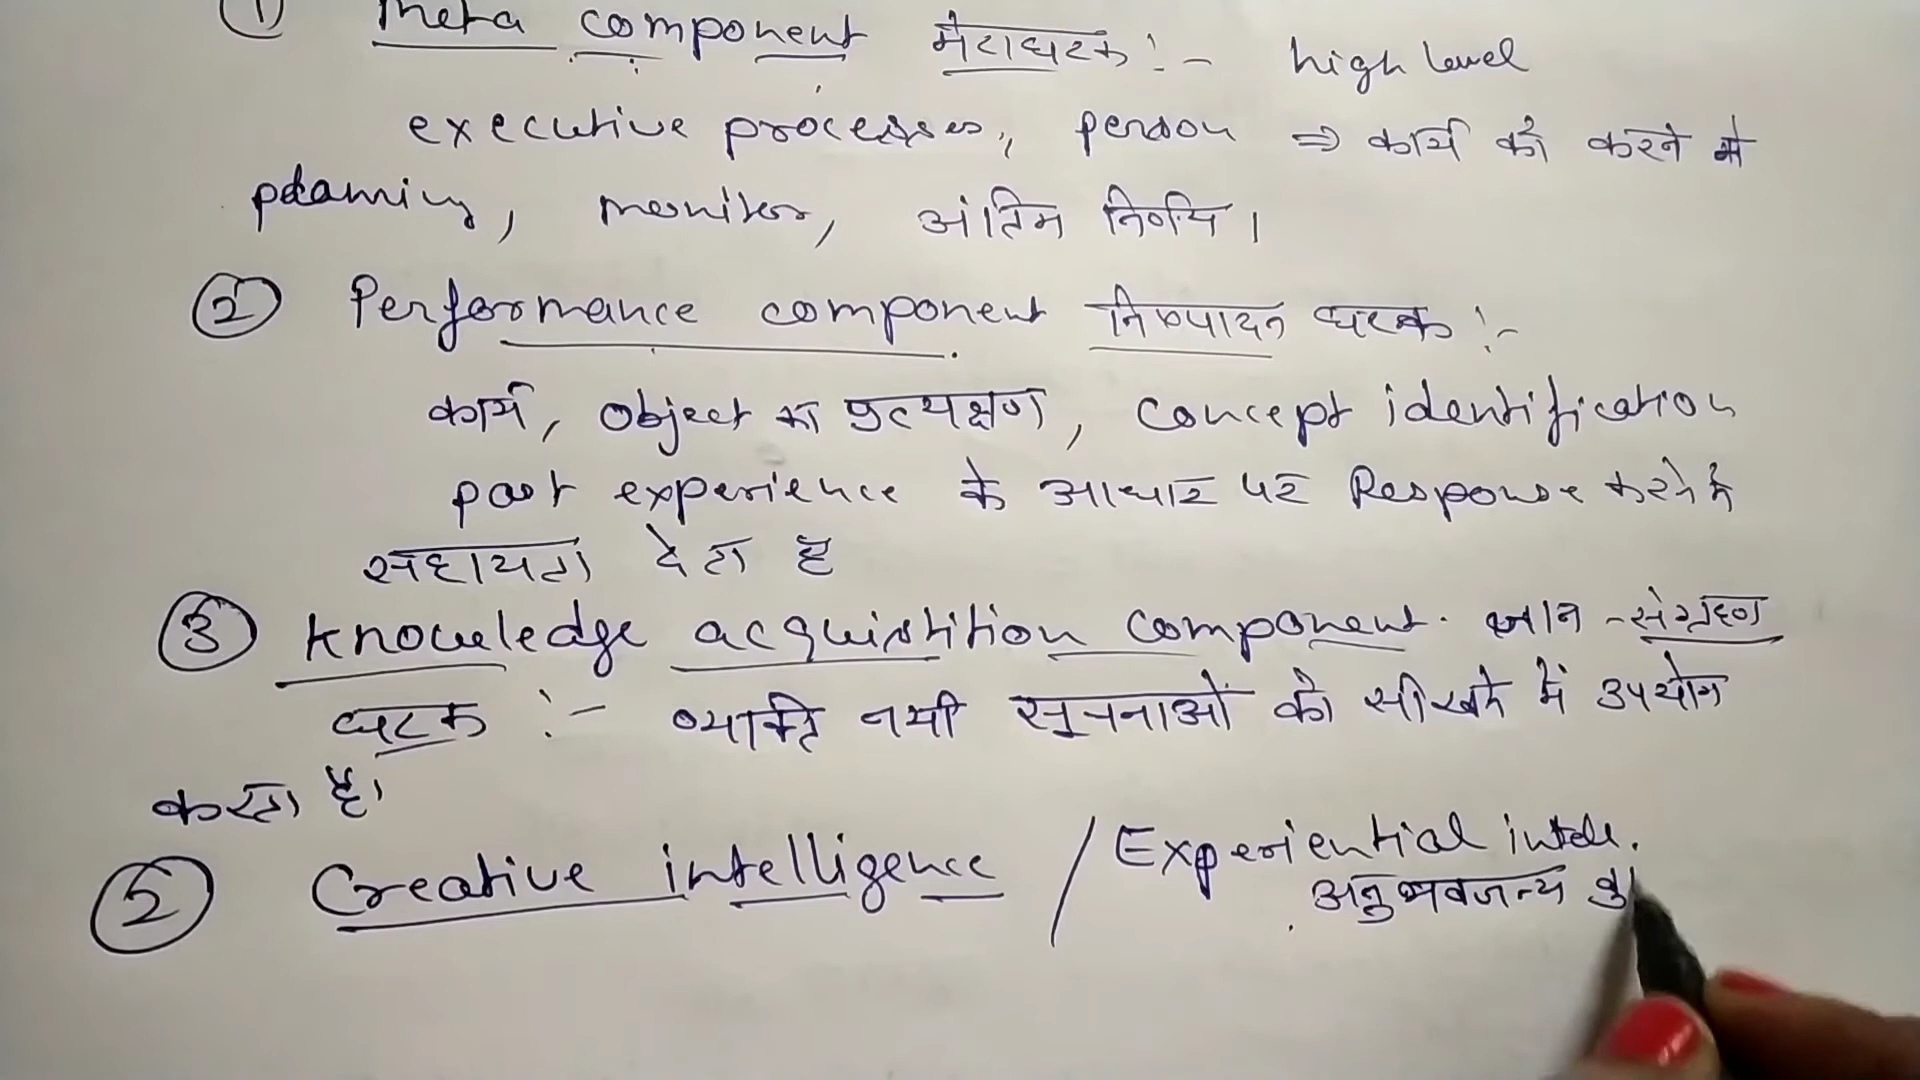 ① Meta component मेटाघटक :- high level
executive processes, person ⇒ कार्य को करने मे
planning, monitor, अंतिम निर्णय।
② Performance component निष्पादन घटक :-
कार्य, object का प्रत्यक्षण, concept identification
past experience के आधार पर Response करने मे
सहायता देता है
③ Knowledge acquisition component. ज्ञान-संग्रहण
घटक :- व्यक्ति नयी सूचनाओं को सीखने में उपयोग
करता है।
② Creative intelligence / Experiential intelle.
अनुभवजन्य बु